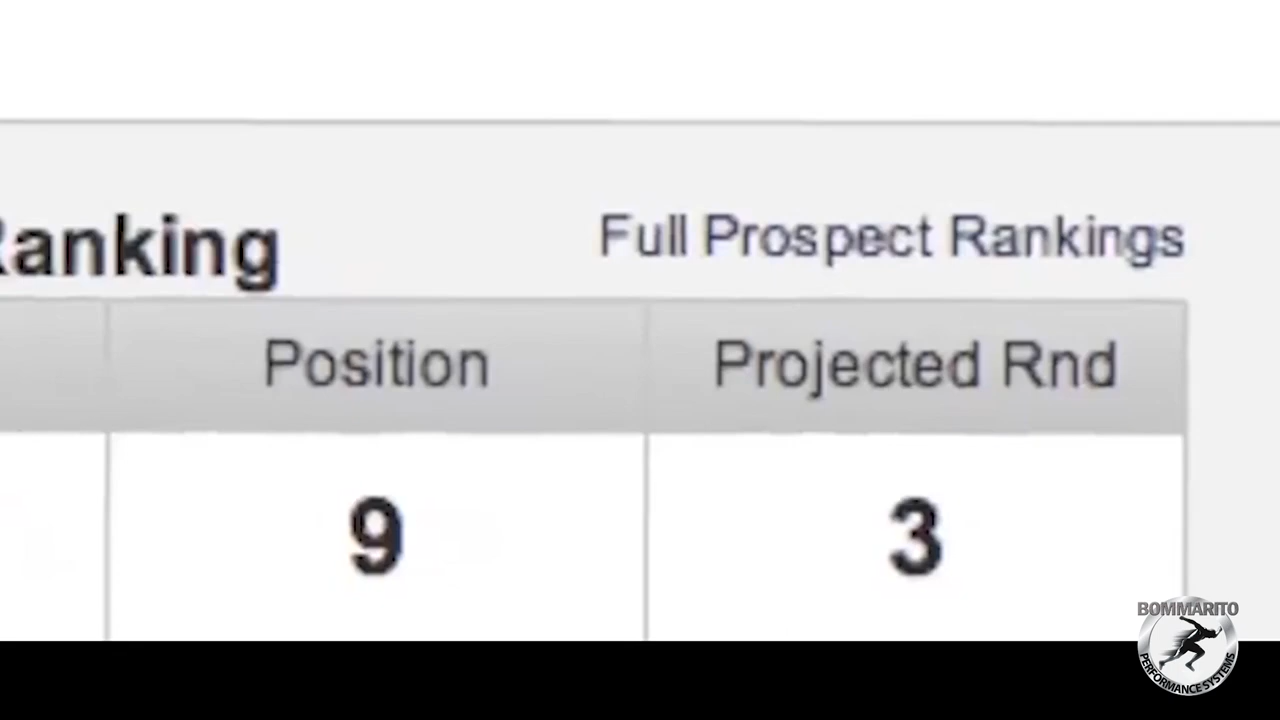 Ranking
Full Prospect Rankings
Position
Projected Rnd
9
3
BOMMARITO
PERFORMANCE SYSTEMS